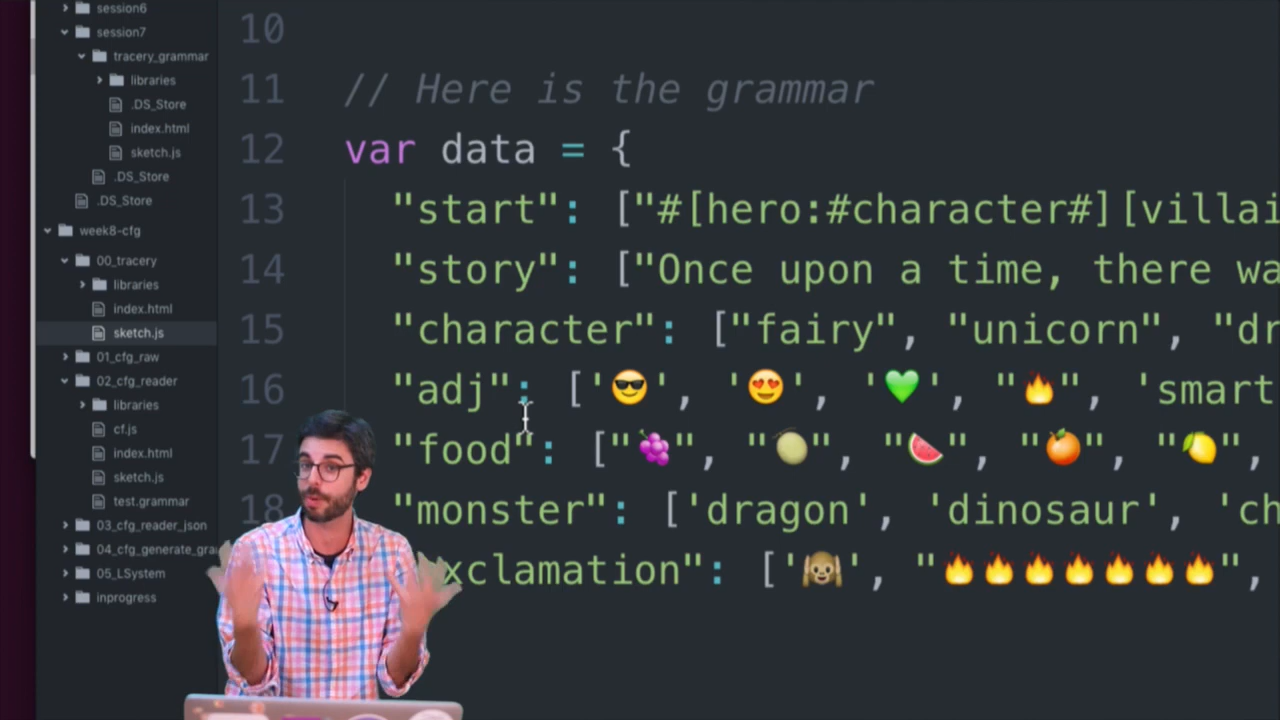 session6
session7
tracery_grammar
libraries
.DS_Store
index.html
sketch.js
.DS_Store
.DS_Store
week8-cfg
00_tracery
libraries
index.html
sketch.js
01_cfg_raw
02_cfg_reader
libraries
cf.js
index.html
sketch.js
test.grammar
03_cfg_reader_json
04_cfg_generate_gra
05_LSystem
inprogress
10
11 // Here is the grammar
12 var data = {
13 "start": ["#[hero:#character#][villai
14 "story": ["Once upon a time, there wa
15 "character": ["fairy", "unicorn", "dr
16 "adj": ['😎', '😍', '💚', "🔥", 'smart
17 "food": ["🍇", "🍈", "🍉", "🍊", "🍋",
18 "monster": ['dragon', 'dinosaur', 'ch
xclamation": ['🙉', "🔥🔥🔥🔥🔥🔥🔥",